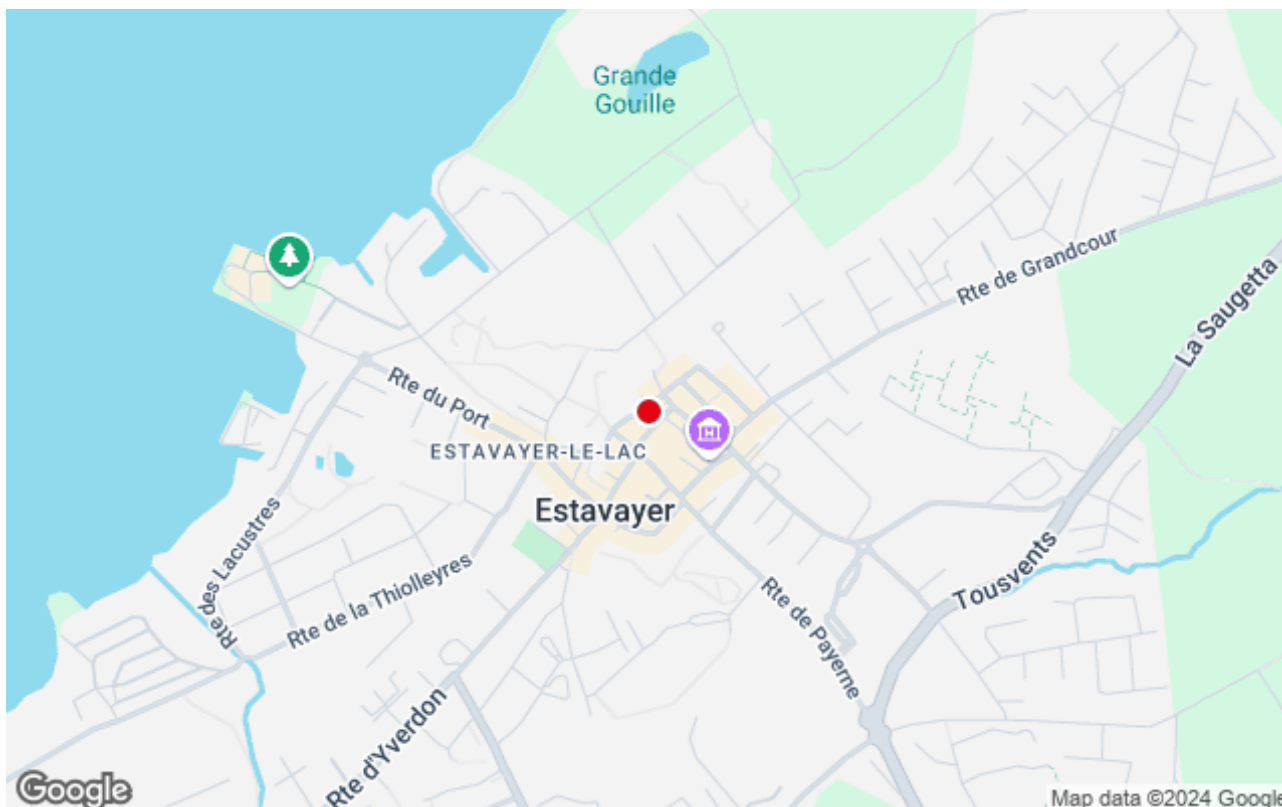 Grande
Gouille
Rte de Grandcour
La Saugetta
Rte du Port
ESTAVAYER-LE-LAC
Estavayer
Rte des Lacustres
Rte de la Thiolleyres
Tousvents
Rte de Payerne
Rte d'Yverdon
H
Google
Map data ©2024 Google